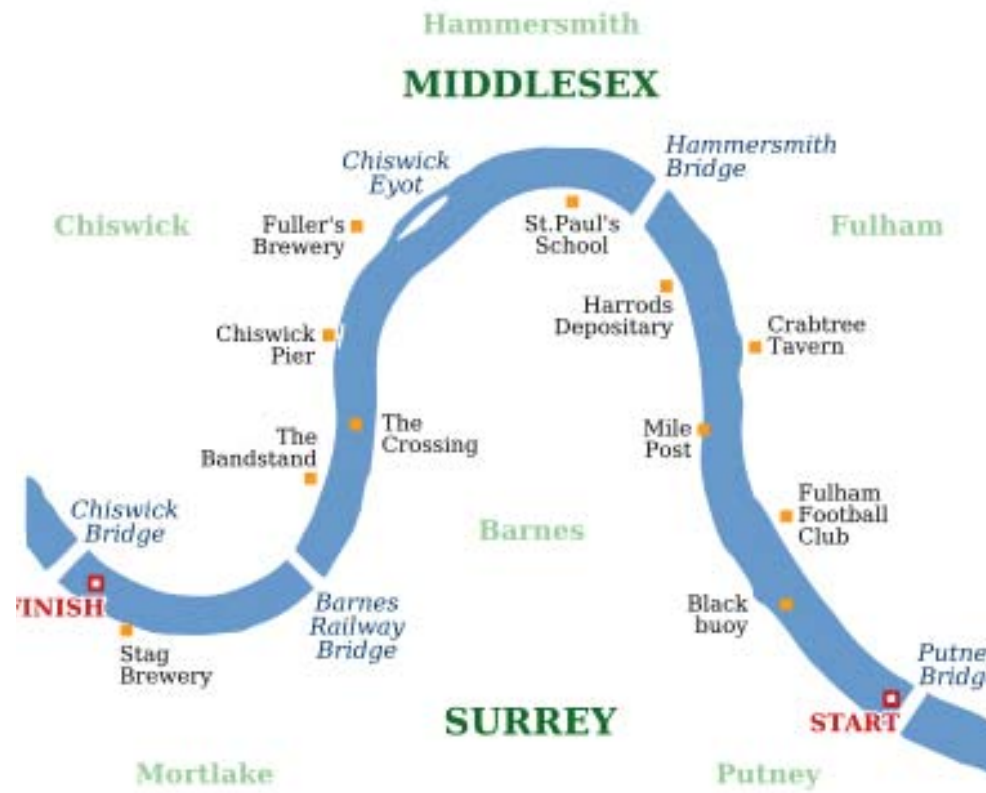 Hammersmith
MIDDLESEX
Hammersmith
Bridge
Chiswick
Eyot
Chiswick
Fuller's
Brewery
St.Paul's
School
Fulham
Harrods
Depositary
Chiswick
Pier
Crabtree
Tavern
The
Crossing
The
Bandstand
Mile
Post
Fulham
Football
Club
Chiswick
Bridge
Barnes
FINISH
Barnes
Railway
Bridge
Black
buoy
Stag
Brewery
Putne
Bridg
SURREY
START
Mortlake
Putney